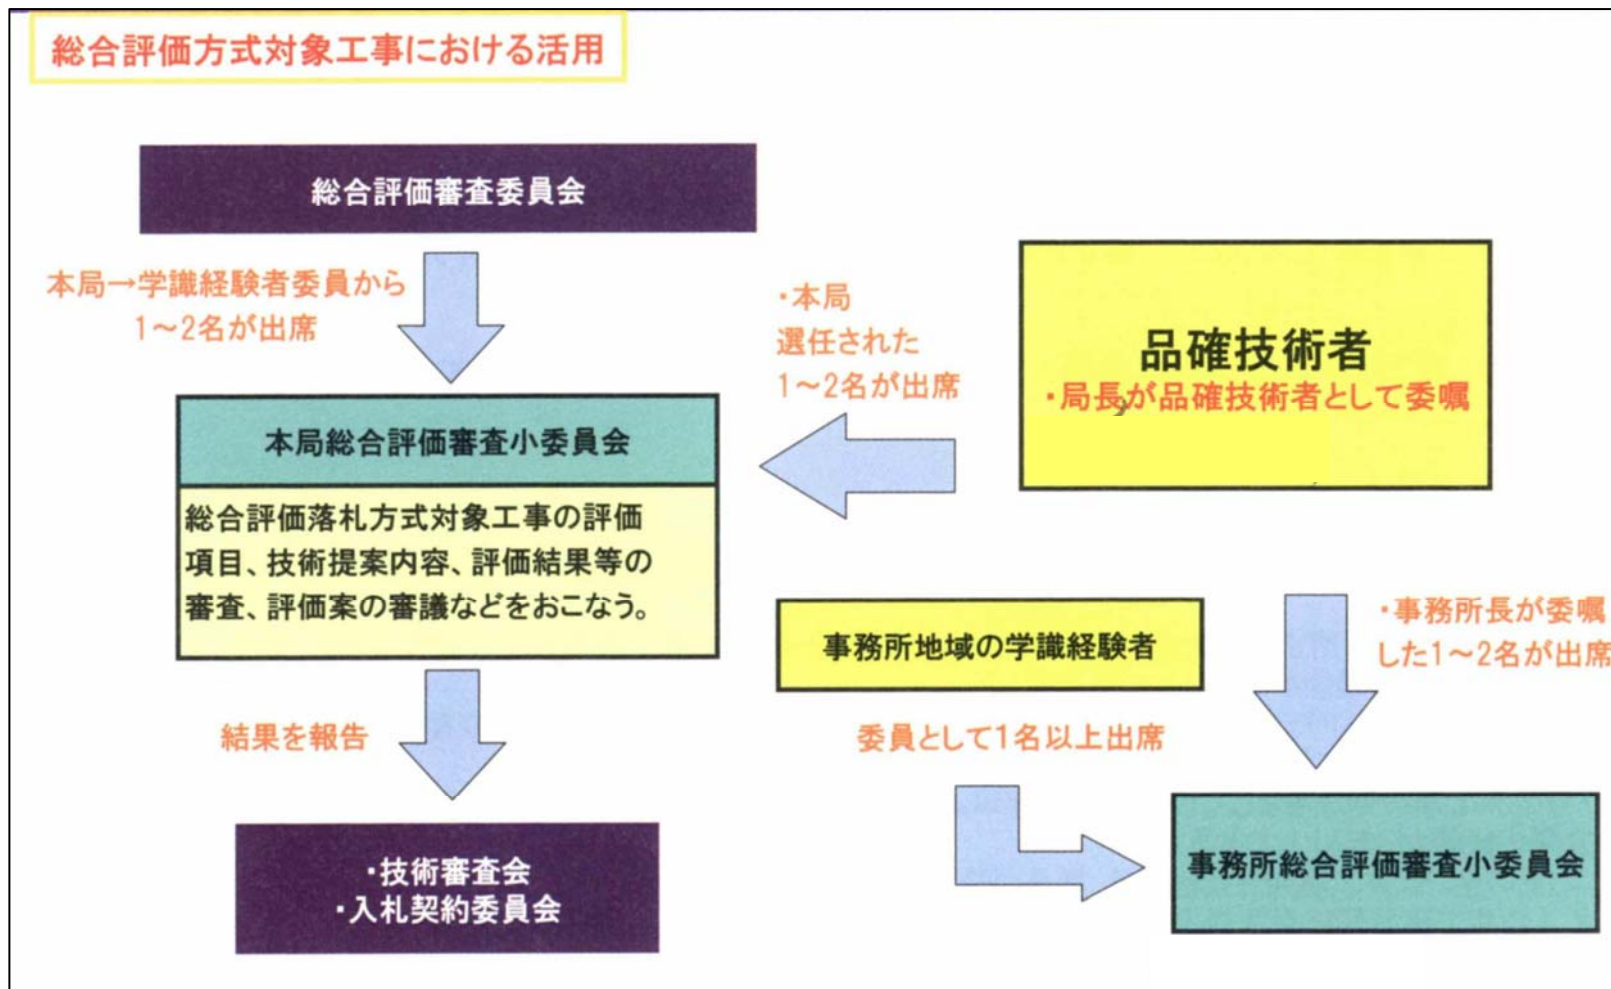 総合評価方式対象工事における活用
総合評価審査委員会
本局→学識経験者委員から
1～2名が出席
・本局
選任された
1～2名が出席
品確技術者
・局長が品確技術者として委嘱
本局総合評価審査小委員会
総合評価落札方式対象工事の評価
項目、技術提案内容、評価結果等の
審査、評価案の審議などをおこなう。
事務所地域の学識経験者
・事務所長が委嘱
した1～2名が出席
結果を報告
委員として1名以上出席
・技術審査会
・入札契約委員会
事務所総合評価審査小委員会